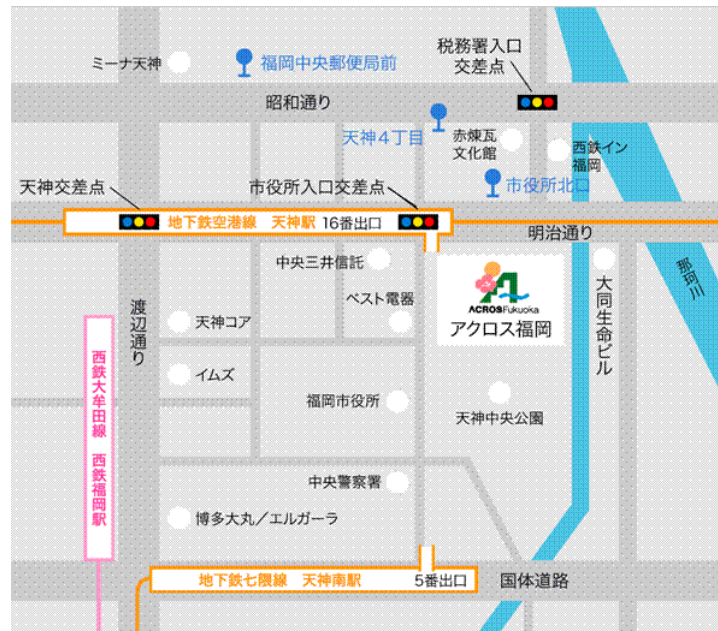 ミーナ天神
福岡中央郵便局前
税務署入口
交差点
昭和通り
天神4丁目
赤煉瓦
文化館
西鉄イン
福岡
天神交差点
市役所入口交差点
市役所北口
地下鉄空港線 天神駅 16番出口
明治通り
中央三井信託
那珂川
ACROSFukuoka
アクロス福岡
大同生命ビル
ベスト電器
渡辺通り
天神コア
西鉄大牟田線 西鉄福岡駅
イムズ
福岡市役所
天神中央公園
中央警察署
博多大丸／エルガーラ
地下鉄七隈線 天神南駅 5番出口
国体道路